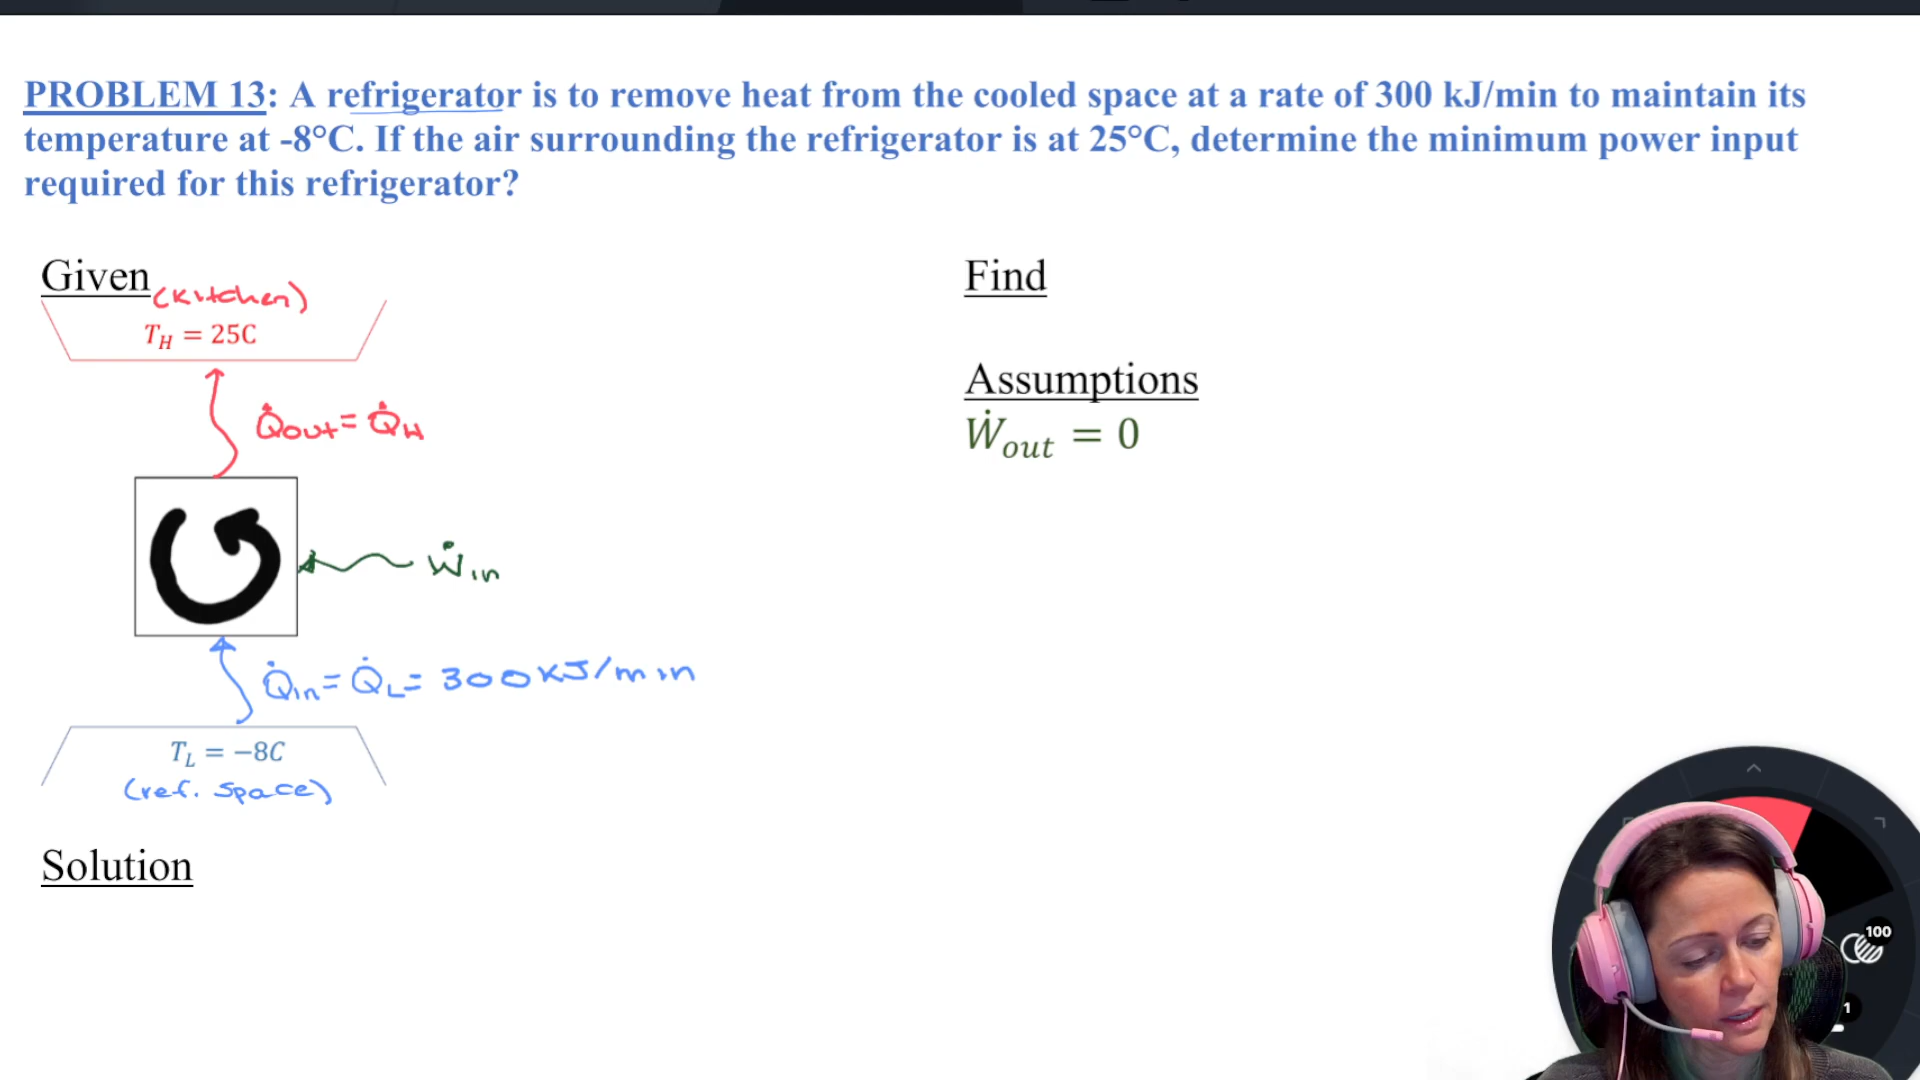 PROBLEM 13: A refrigerator is to remove heat from the cooled space at a rate of 300 kJ/min to maintain its
temperature at -8°C. If the air surrounding the refrigerator is at 25°C, determine the minimum power input
required for this refrigerator?
Given
(Kitchen)
T_H = 25C
Q̇out = Q̇H
Ẇin
Q̇in = Q̇L = 300 KJ/min
T_L = −8C
(ref. space)
Solution
Find
Assumptions
Ẇ_out = 0
100
1